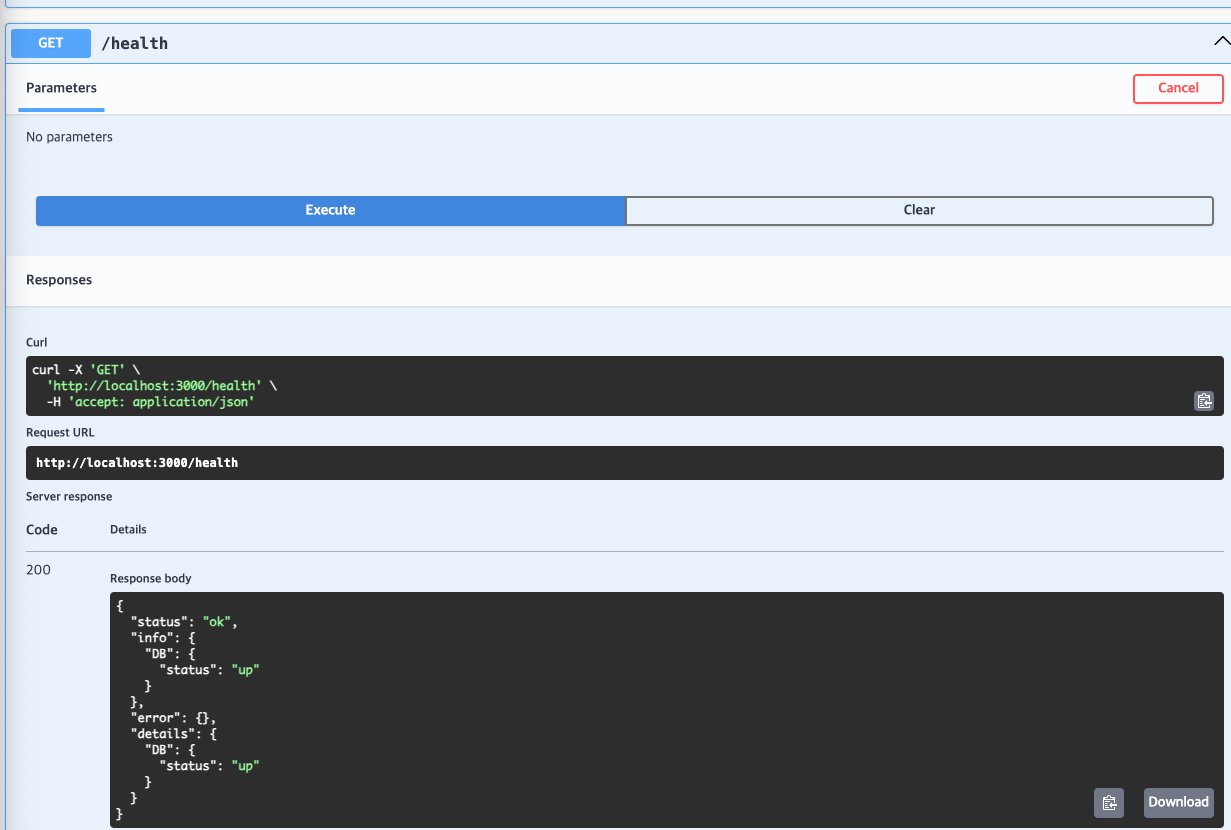 GET /health
Parameters
Cancel
No parameters
Execute
Clear
Responses
Curl
curl -X 'GET' \
  'http://localhost:3000/health' \
  -H 'accept: application/json'
Request URL
http://localhost:3000/health
Server response
Code Details
200
Response body
{
  "status": "ok",
  "info": {
    "DB": {
      "status": "up"
    }
  },
  "error": {},
  "details": {
    "DB": {
      "status": "up"
    }
  }
}
Download